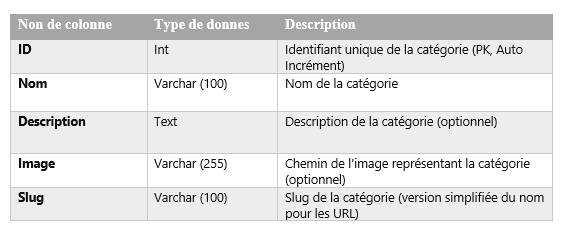 Non de colonne Type de donnes Description
ID Int Identifiant unique de la catégorie (PK, Auto
Incrément)
Nom Varchar (100) Nom de la catégorie
Description Text Description de la catégorie (optionnel)
Image Varchar (255) Chemin de l'image représentant la catégorie
(optionnel)
Slug Varchar (100) Slug de la catégorie (version simplifiée du nom
pour les URL)